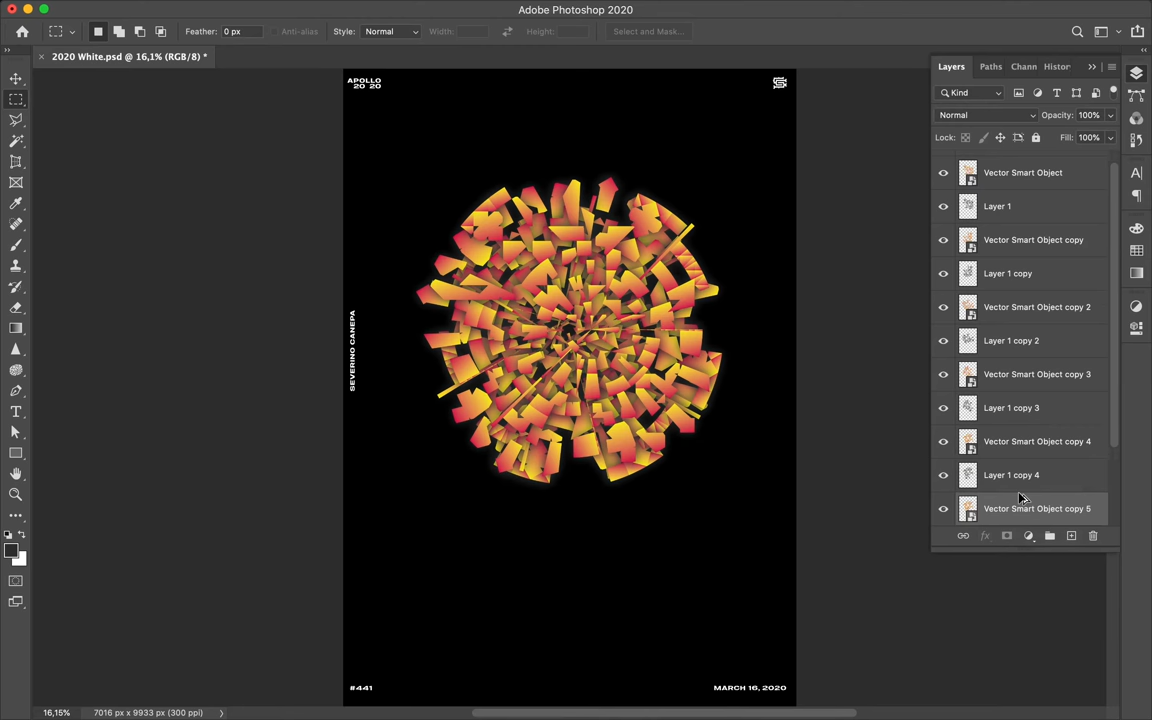 Adobe Photoshop 2020
Feather: 0 px
Anti-alias
Style: Normal
Width:
Height:
Select and Mask...
2020 White.psd @ 16,1% (RGB/8) *
Layers
Paths
Chann
Histor
Kind
Normal
Opacity: 100%
Lock:
Fill: 100%
Vector Smart Object
Layer 1
Vector Smart Object copy
Layer 1 copy
Vector Smart Object copy 2
Layer 1 copy 2
Vector Smart Object copy 3
Layer 1 copy 3
Vector Smart Object copy 4
Layer 1 copy 4
Vector Smart Object copy 5
APOLLO
20 20
SEVERINO CANEPA
#441
MARCH 16, 2020
16,15%
7016 px x 9933 px (300 ppi)